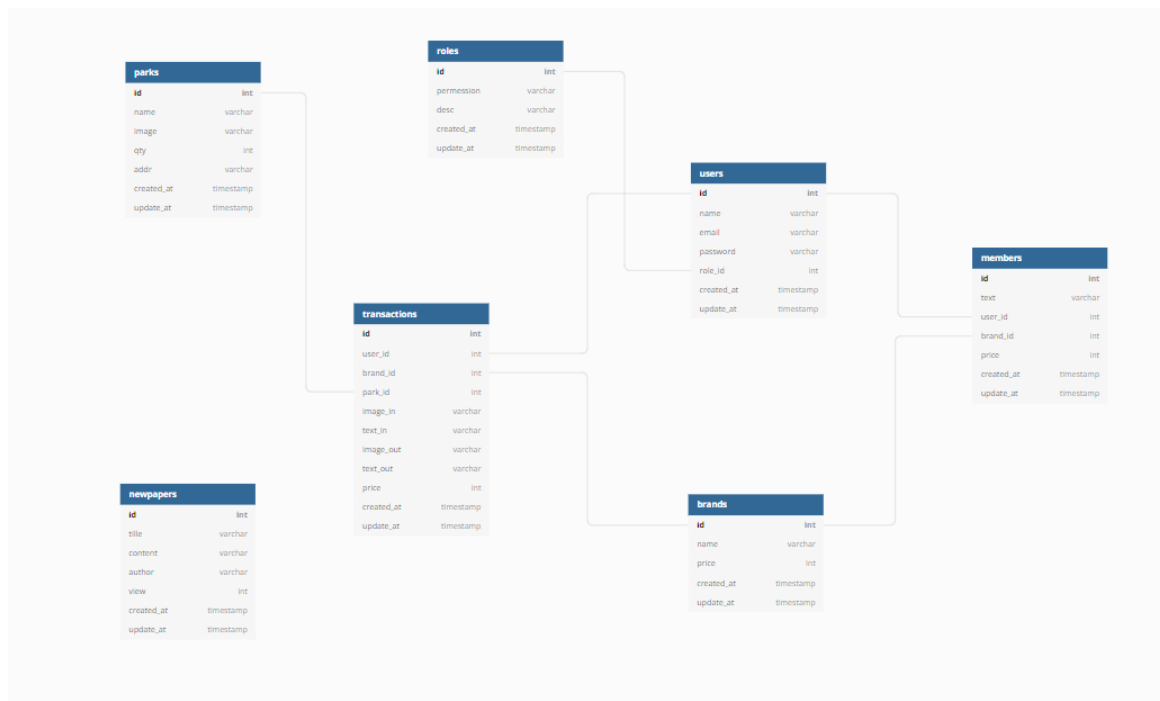 parks
id int
name varchar
image varchar
qty int
addr varchar
created_at timestamp
update_at timestamp
roles
id int
permession varchar
desc varchar
created_at timestamp
update_at timestamp
users
id int
name varchar
email varchar
password varchar
role_id int
created_at timestamp
update_at timestamp
members
id int
text varchar
user_id int
brand_id int
price int
created_at timestamp
update_at timestamp
transactions
id int
user_id int
brand_id int
park_id int
image_in varchar
text_in varchar
image_out varchar
text_out varchar
price int
created_at timestamp
update_at timestamp
newpapers
id int
tille varchar
content varchar
author varchar
view int
created_at timestamp
update_at timestamp
brands
id int
name varchar
price int
created_at timestamp
update_at timestamp